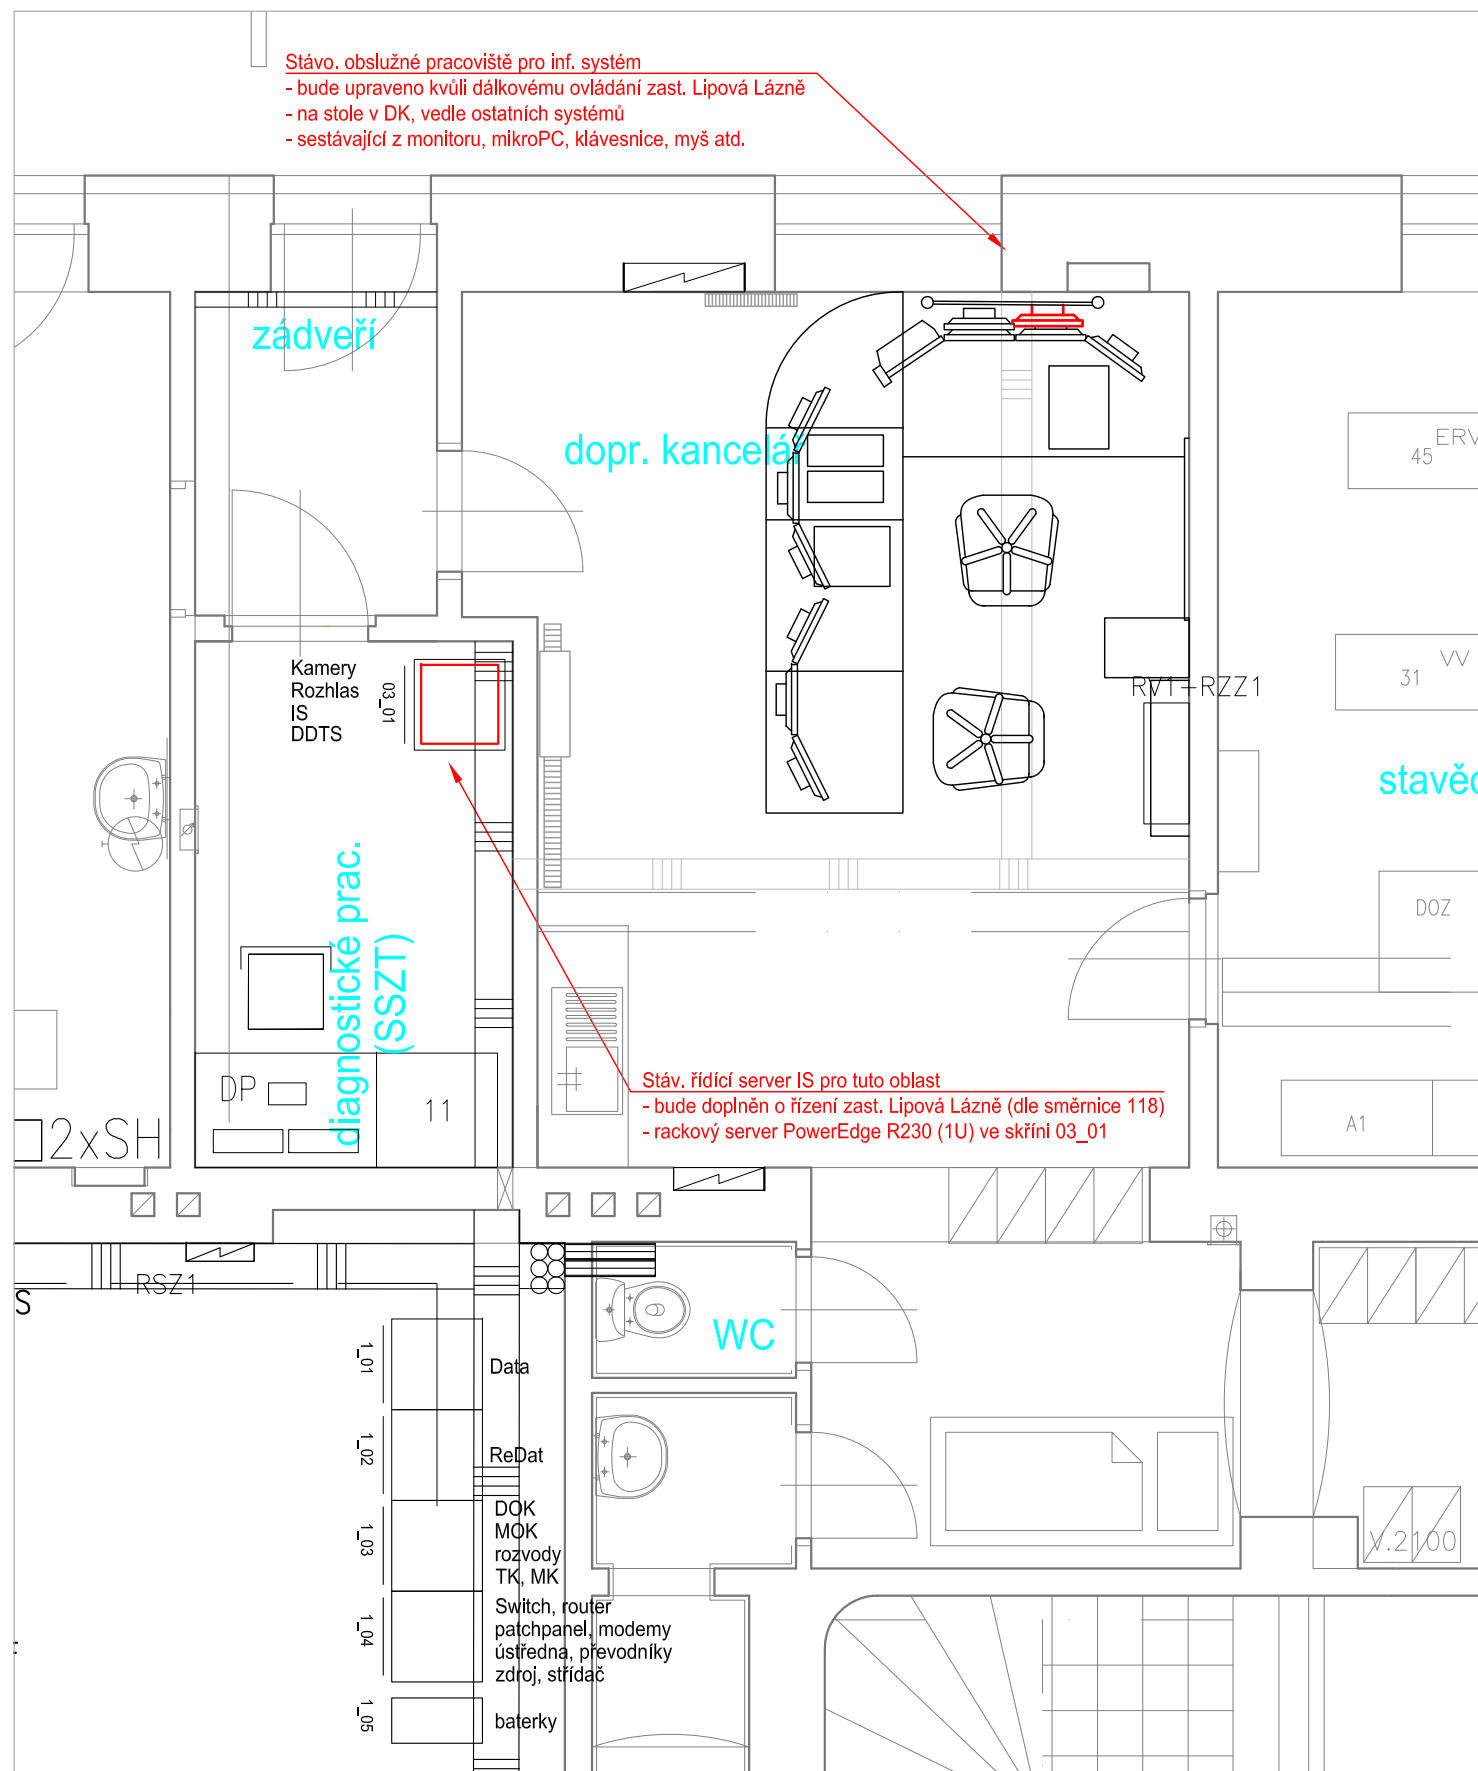 Stávo. obslužné pracoviště pro inf. systém
- bude upraveno kvůli dálkovému ovládání zast. Lipová Lázně
- na stole v DK, vedle ostatních systémů
- sestávající z monitoru, mikroPC, klávesnice, myš atd.
zádveří
dopr. kancelář
ERV
45
VV
31
Kamery
Rozhlas
IS
DDTS
03_01
RV1-RZZ1
stavěd
diagnostické prac.
(SSZT)
DOZ
Stáv. řídící server IS pro tuto oblast
- bude doplněn o řízení zast. Lipová Lázně (dle směrnice 118)
- rackový server PowerEdge R230 (1U) ve skříni 03_01
DP
11
A1
2xSH
RSZ1
S
WC
1_01
Data
1_02
ReDat
1_03
DOK
MOK
rozvody
TK, MK
V.2100
1_04
Switch, router
patchpanel, modemy
ústředna, převodníky
zdroj, střídač
1_05
baterky